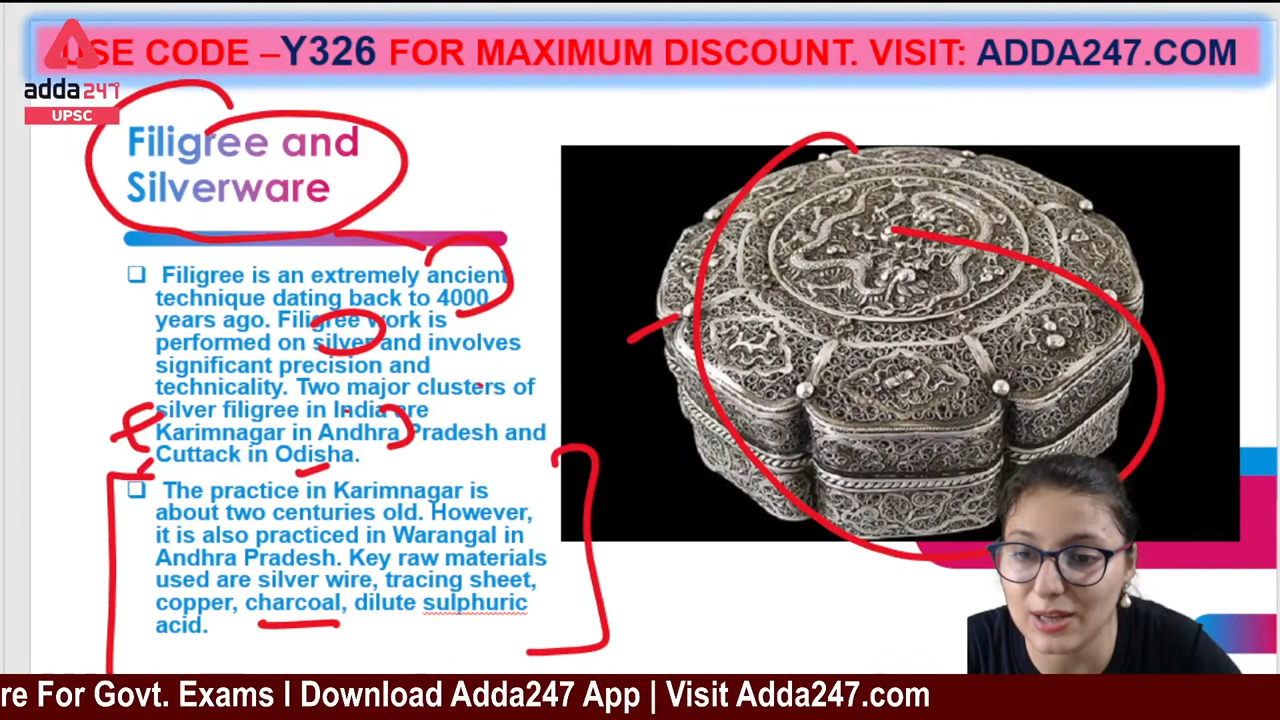 USE CODE –Y326 FOR MAXIMUM DISCOUNT. VISIT: ADDA247.COM
adda247
UPSC
Filigree and
Silverware
❑ Filigree is an extremely ancient
technique dating back to 4000
years ago. Filigree work is
performed on silver and involves
significant precision and
technicality. Two major clusters of
silver filigree in India are
Karimnagar in Andhra Pradesh and
Cuttack in Odisha.
❑ The practice in Karimnagar is
about two centuries old. However,
it is also practiced in Warangal in
Andhra Pradesh. Key raw materials
used are silver wire, tracing sheet,
copper, charcoal, dilute sulphuric
acid.
re For Govt. Exams I Download Adda247 App | Visit Adda247.com